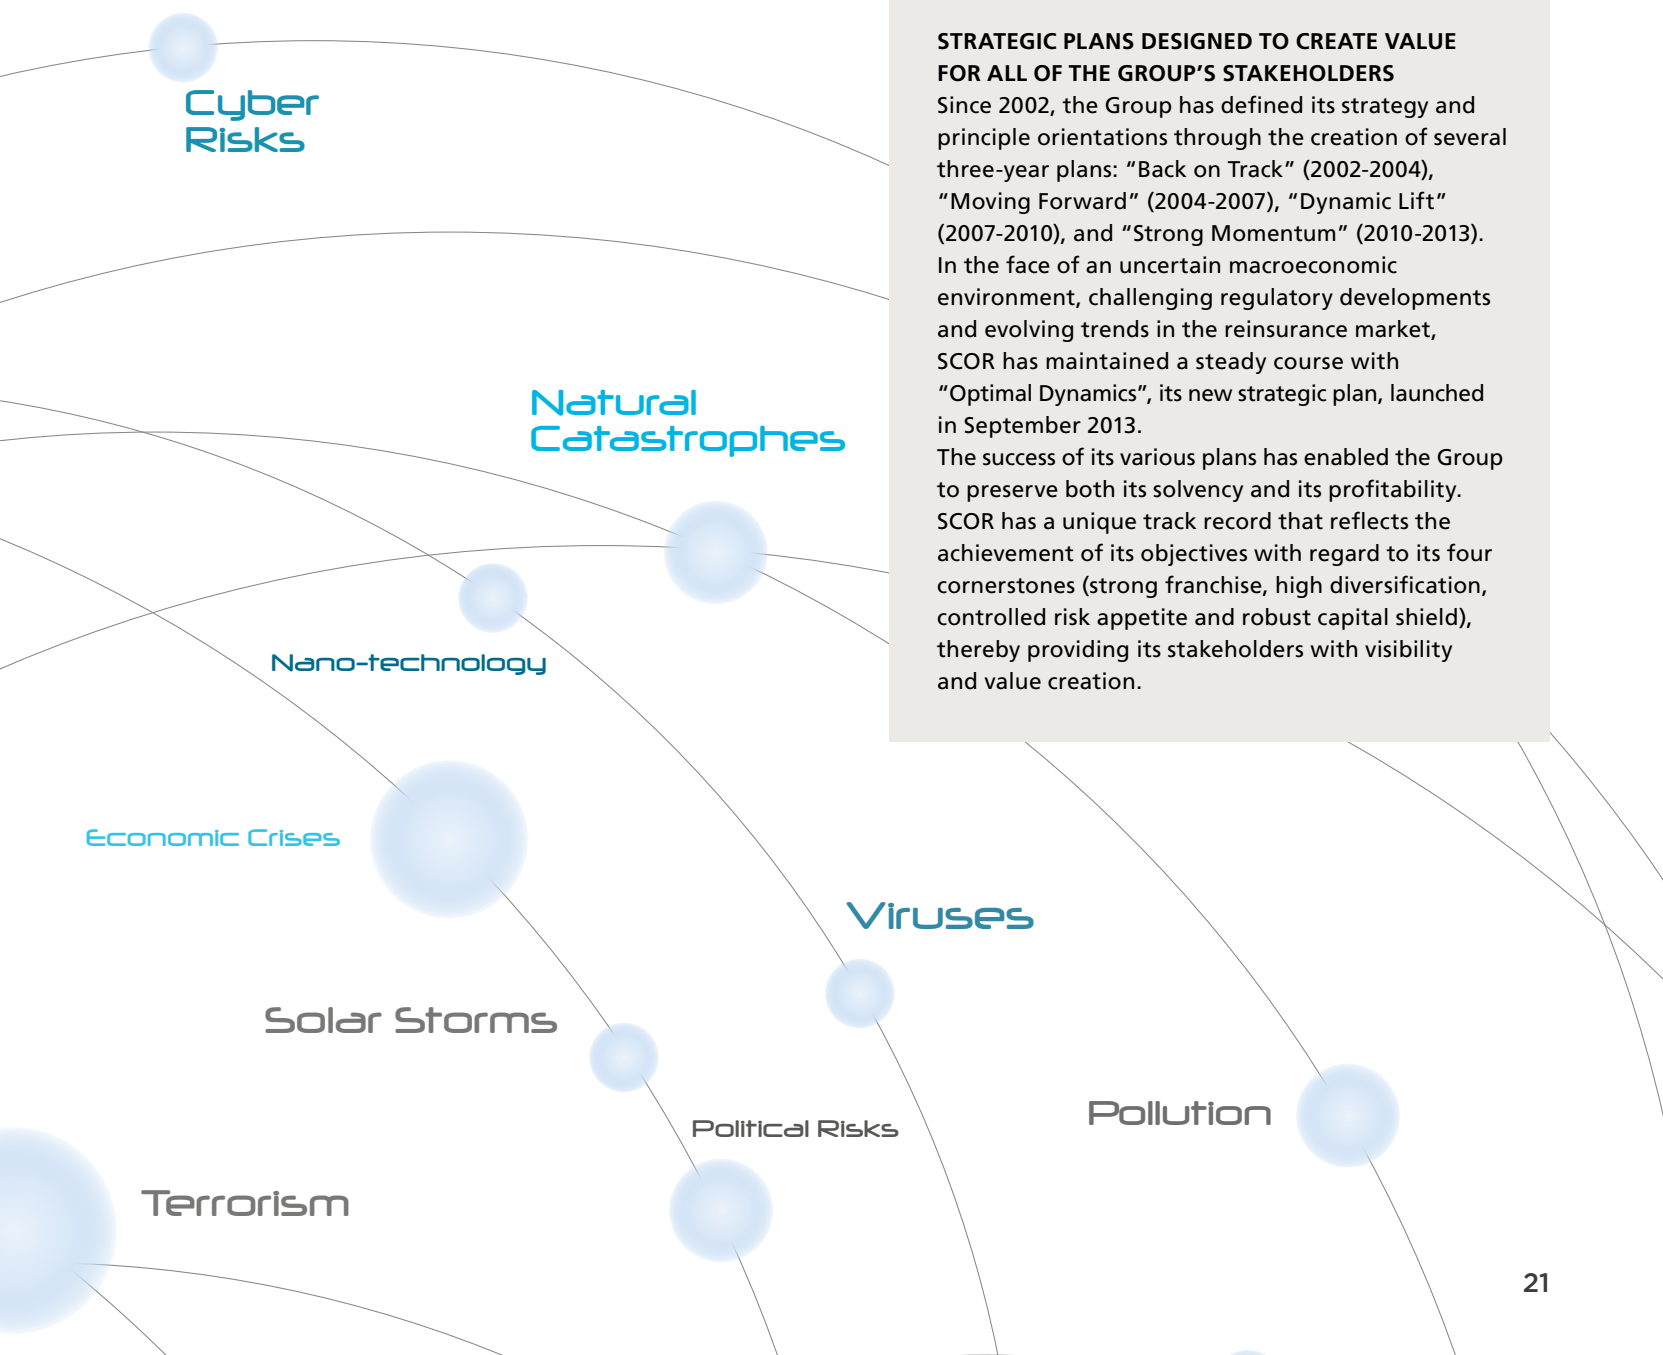 Cyber
Risks
Natural
Catastrophes
Nano-technology
Economic Crises
Viruses
Solar Storms
Political Risks
Pollution
Terrorism
STRATEGIC PLANS DESIGNED TO CREATE VALUE
FOR ALL OF THE GROUP’S STAKEHOLDERS
Since 2002, the Group has defined its strategy and
principle orientations through the creation of several
three-year plans: “Back on Track” (2002-2004),
“Moving Forward” (2004-2007), “Dynamic Lift”
(2007-2010), and “Strong Momentum” (2010-2013).
In the face of an uncertain macroeconomic
environment, challenging regulatory developments
and evolving trends in the reinsurance market,
SCOR has maintained a steady course with
“Optimal Dynamics”, its new strategic plan, launched
in September 2013.
The success of its various plans has enabled the Group
to preserve both its solvency and its profitability.
SCOR has a unique track record that reflects the
achievement of its objectives with regard to its four
cornerstones (strong franchise, high diversification,
controlled risk appetite and robust capital shield),
thereby providing its stakeholders with visibility
and value creation.
21